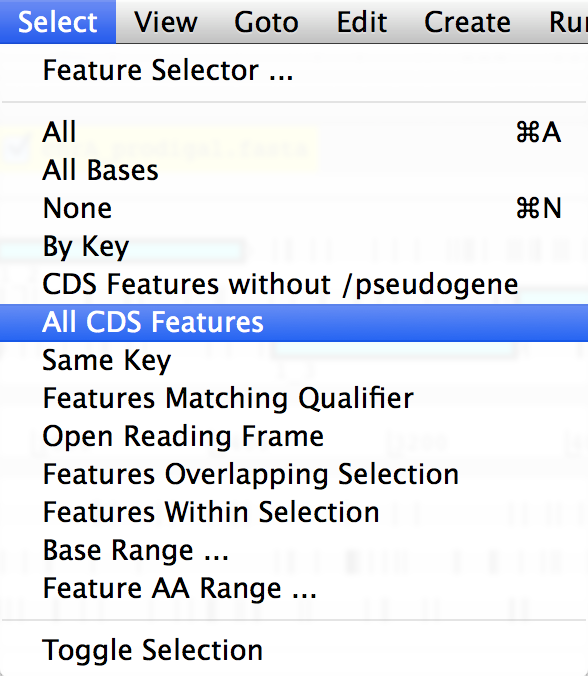 Select View Goto Edit Create Run
Feature Selector ...
All ⌘A
All Bases
None ⌘N
By Key
CDS Features without /pseudogene
All CDS Features
Same Key
Features Matching Qualifier
Open Reading Frame
Features Overlapping Selection
Features Within Selection
Base Range ...
Feature AA Range ...
Toggle Selection